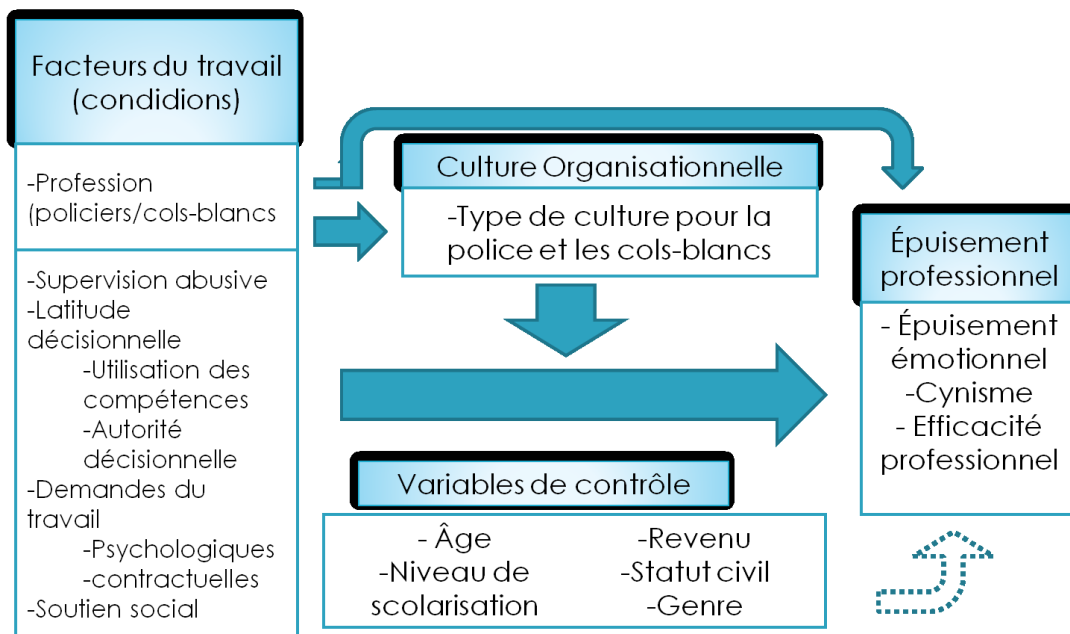 Facteurs du travail
(condidions)
-Profession
(policiers/cols-blancs
-Supervision abusive
-Latitude
décisionnelle
-Utilisation des
compétences
-Autorité
décisionnelle
-Demandes du
travail
-Psychologiques
-contractuelles
-Soutien social
Culture Organisationnelle
-Type de culture pour la
police et les cols-blancs
Variables de contrôle
- Âge
-Niveau de
scolarisation
-Revenu
-Statut civil
-Genre
Épuisement
professionnel
- Épuisement
émotionnel
-Cynisme
- Efficacité
professionnel